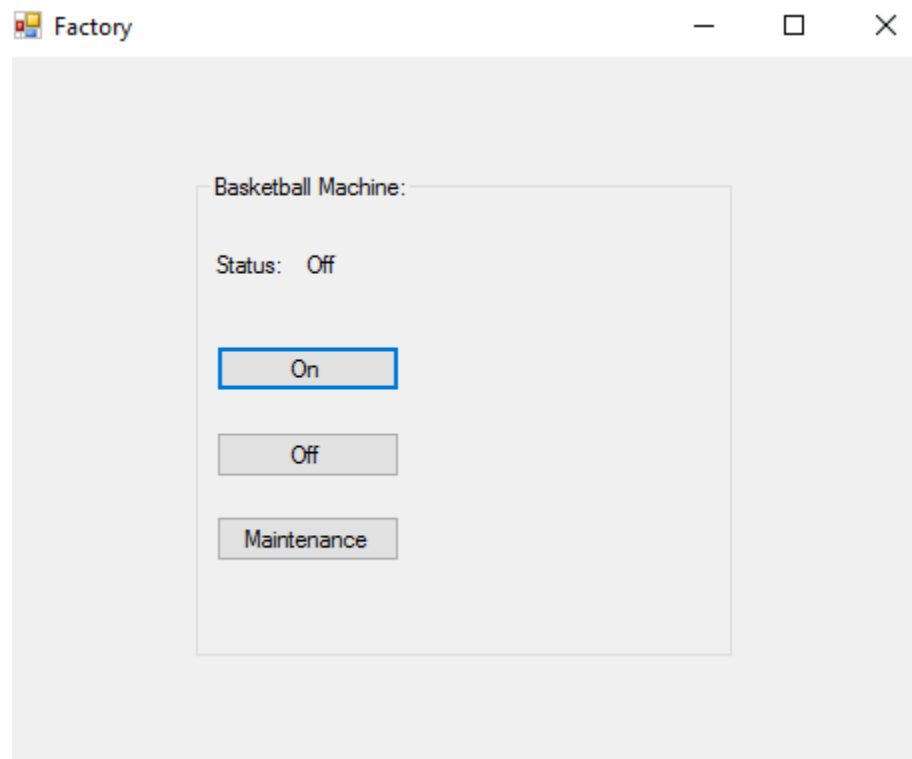 Factory
Basketball Machine:
Status: Off
On
Off
Maintenance